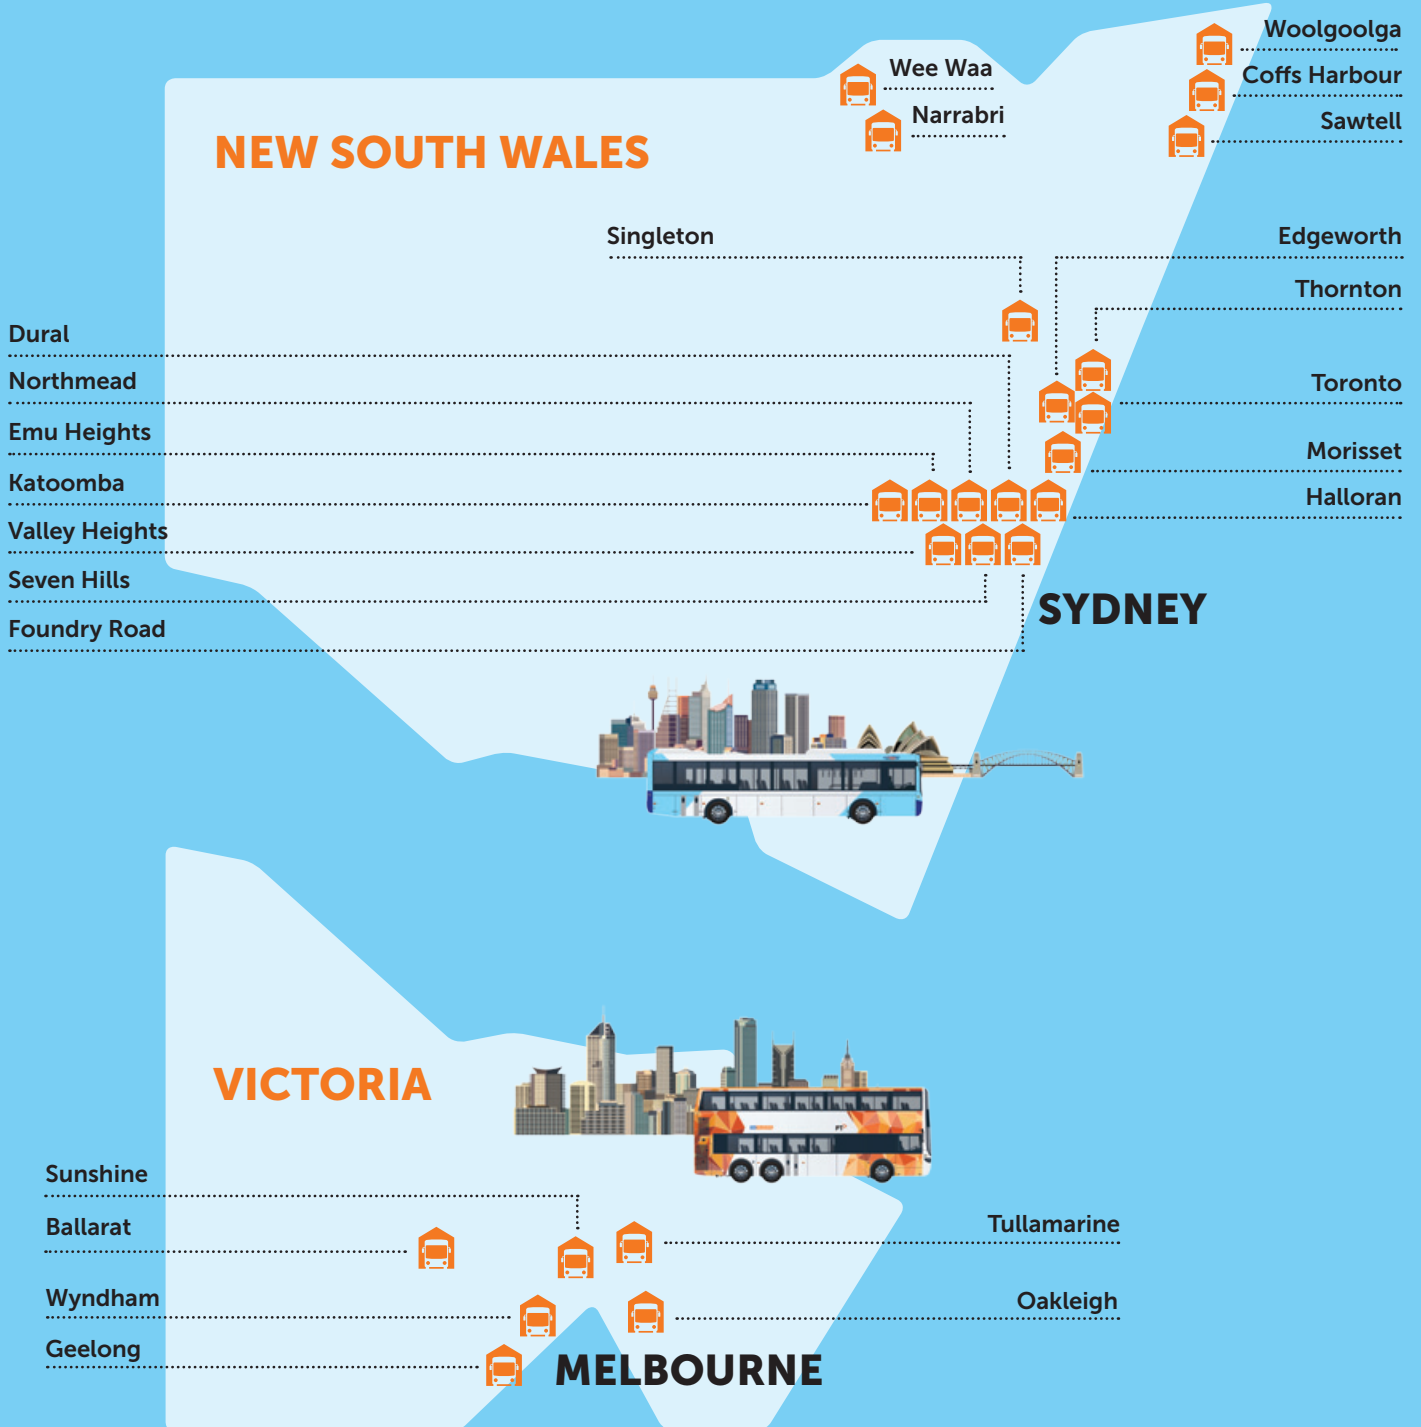 Woolgoolga
Wee Waa
Coffs Harbour
Narrabri
Sawtell
NEW SOUTH WALES
Singleton
Edgeworth
Thornton
Dural
Northmead
Toronto
Emu Heights
Morisset
Katoomba
Halloran
Valley Heights
Seven Hills
SYDNEY
Foundry Road
VICTORIA
Sunshine
Ballarat
Tullamarine
Wyndham
Oakleigh
Geelong
MELBOURNE